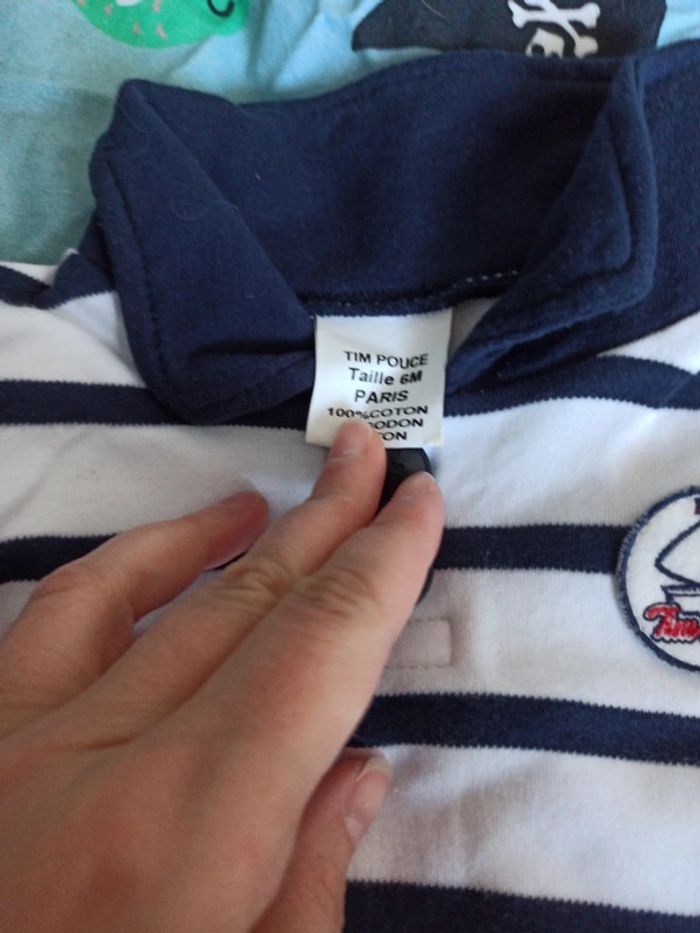 TIM POUCE
Taille 6M
PARIS
100% COTON